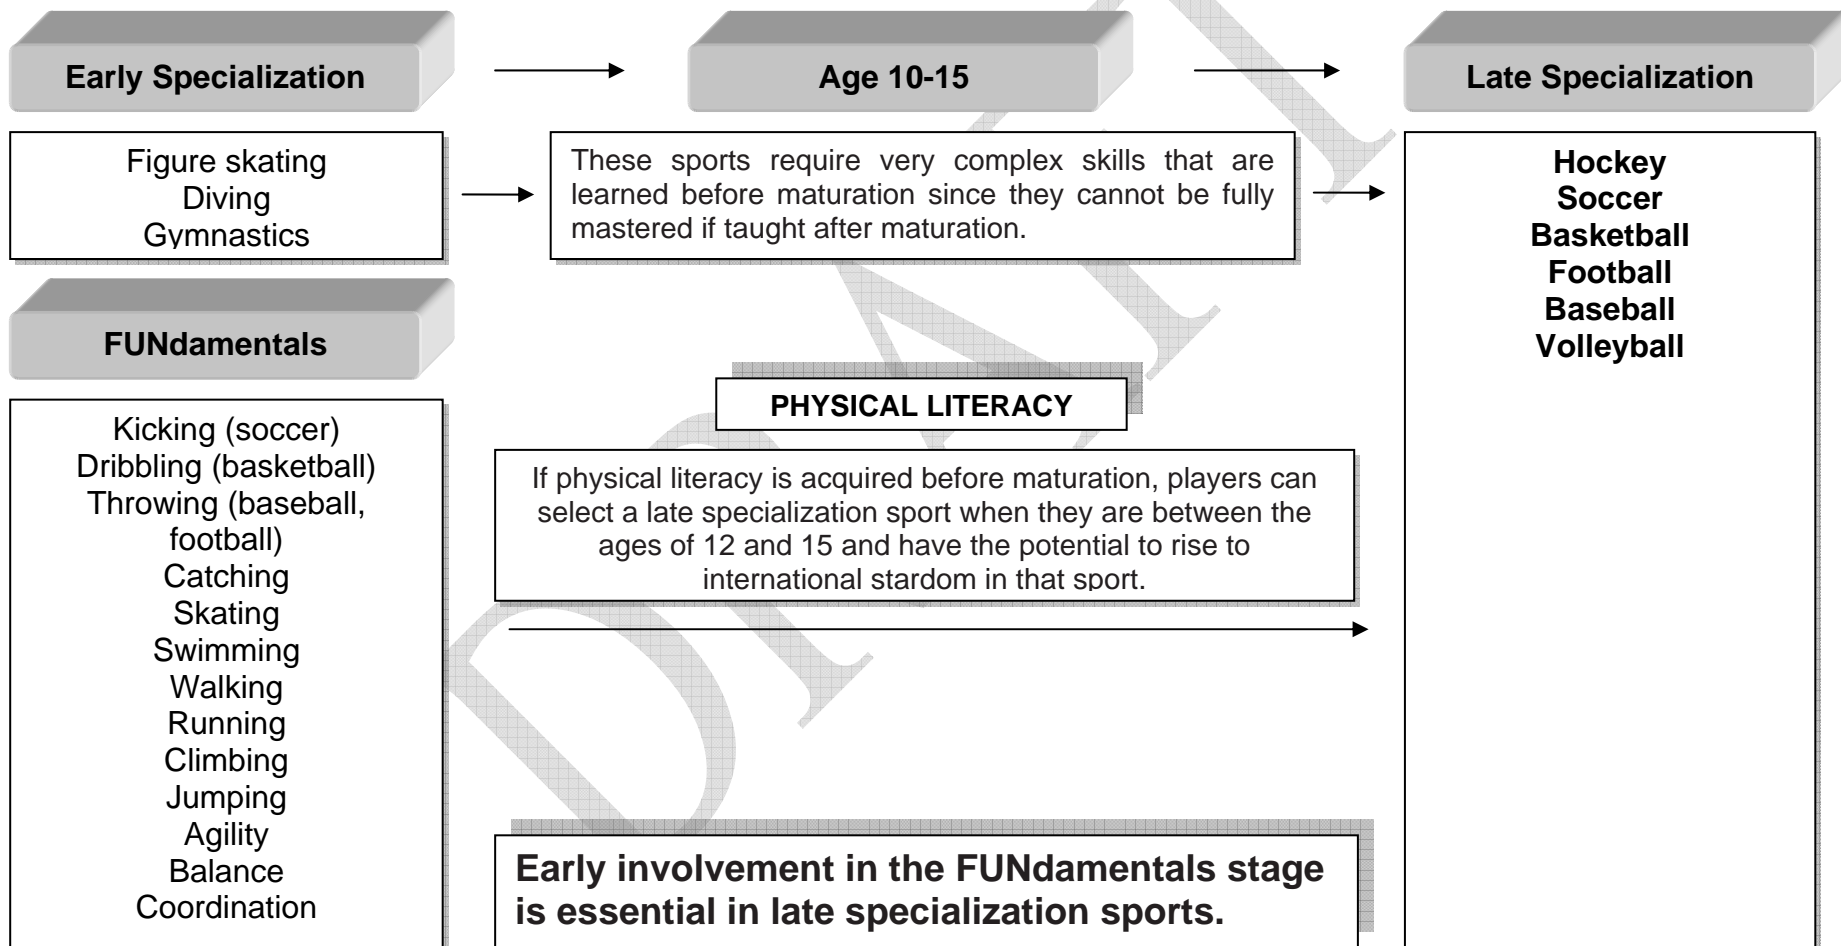 Early Specialization
Age 10-15
Late Specialization
Figure skating
Diving
Gymnastics
These sports require very complex skills that are
learned before maturation since they cannot be fully
mastered if taught after maturation.
Hockey
Soccer
Basketball
Football
Baseball
Volleyball
FUNdamentals
Kicking (soccer)
Dribbling (basketball)
Throwing (baseball,
football)
Catching
Skating
Swimming
Walking
Running
Climbing
Jumping
Agility
Balance
Coordination
PHYSICAL LITERACY
If physical literacy is acquired before maturation, players can
select a late specialization sport when they are between the
ages of 12 and 15 and have the potential to rise to
international stardom in that sport.
Early involvement in the FUNdamentals stage
is essential in late specialization sports.
DRAFT